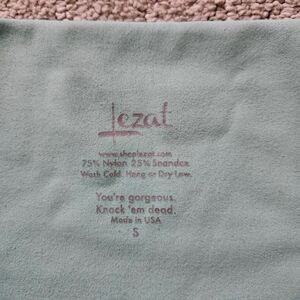 Lezat
www.shoplezat.com
75% Nylon 25% Spandex
Wash Cold. Hang or Dry Low.
You're gorgeous.
Knock 'em dead.
Made in USA
S